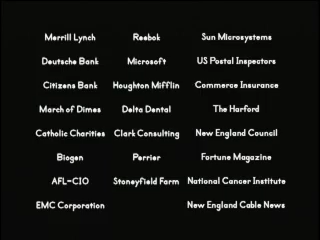 Merrill Lynch Reebok Sun Microsystems
Deutsche Bank Microsoft US Postal Inspectors
Citizens Bank Houghton Mifflin Commerce Insurance
March of Dimes Delta Dental The Harford
Catholic Charities Clark Consulting New England Council
Biogen Perrier Fortune Magazine
AFL-CIO Stoneyfield Farm National Cancer Institute
EMC Corporation New England Cable News